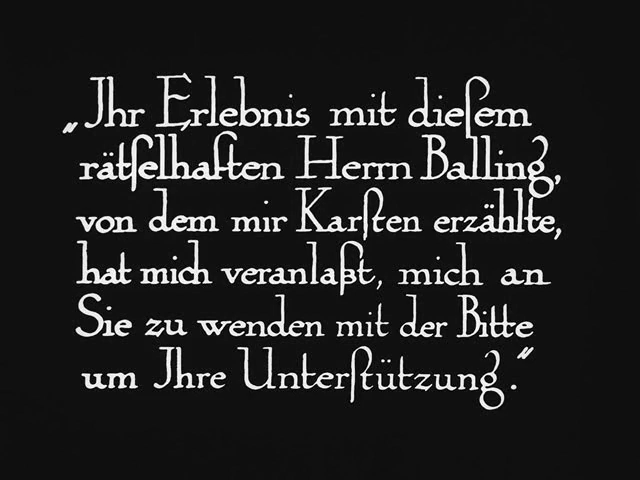 „Ihr Erlebnis mit dieſem
rätſelhaften Herrn Balling,
von dem mir Karſten erzählte,
hat mich veranlaßt, mich an
Sie zu wenden mit der Bitte
um Ihre Unterſtützung.“